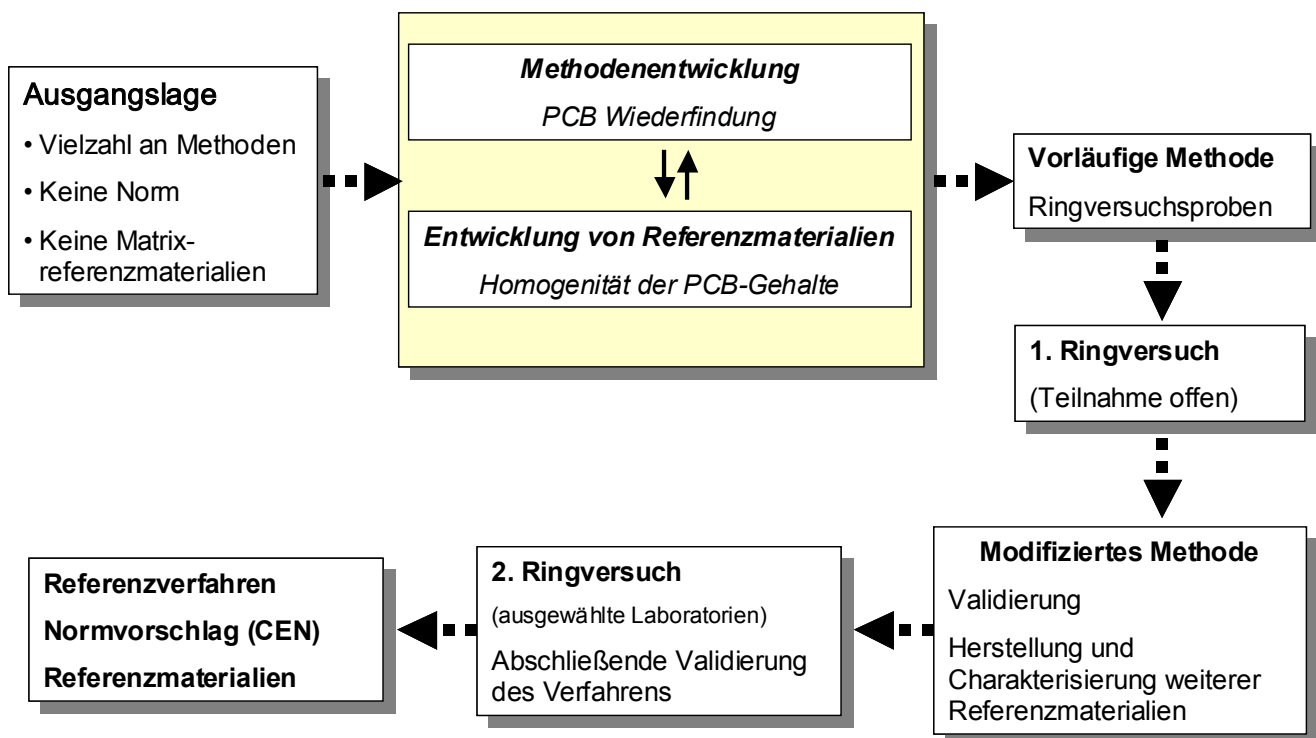 Ausgangslage
• Vielzahl an Methoden
• Keine Norm
• Keine Matrix-
referenzmaterialien
Methodenentwicklung
PCB Wiederfindung
Entwicklung von Referenzmaterialien
Homogenität der PCB-Gehalte
Vorläufige Methode
Ringversuchsproben
1. Ringversuch
(Teilnahme offen)
Modifiziertes Methode
Validierung
Herstellung und
Charakterisierung weiterer
Referenzmaterialien
2. Ringversuch
(ausgewählte Laboratorien)
Abschließende Validierung
des Verfahrens
Referenzverfahren
Normvorschlag (CEN)
Referenzmaterialien